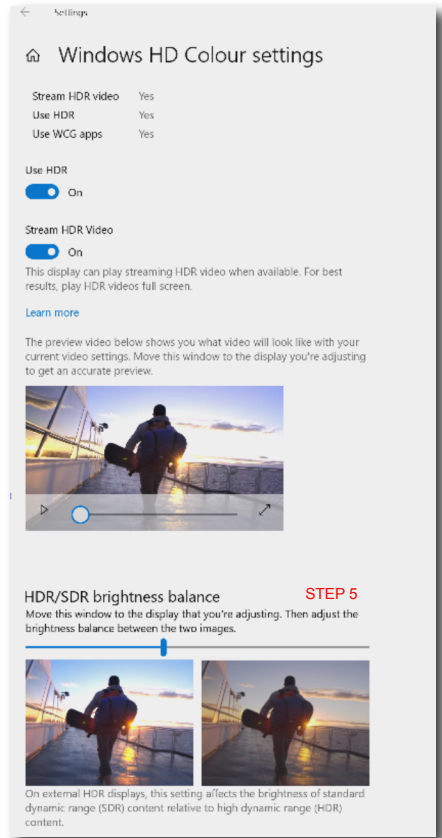 Settings
Windows HD Colour settings
Stream HDR video Yes
Use HDR Yes
Use WCG apps Yes
Use HDR
On
Stream HDR Video
On
This display can play streaming HDR video when available. For best
results, play HDR videos full screen.
Learn more
The preview video below shows you what video will look like with your
current video settings. Move this window to the display you're adjusting
to get an accurate preview.
HDR/SDR brightness balance STEP 5
Move this window to the display that you're adjusting. Then adjust the
brightness balance between the two images.
On external HDR displays, this setting affects the brightness of standard
dynamic range (SDR) content relative to high dynamic range (HDR)
content.